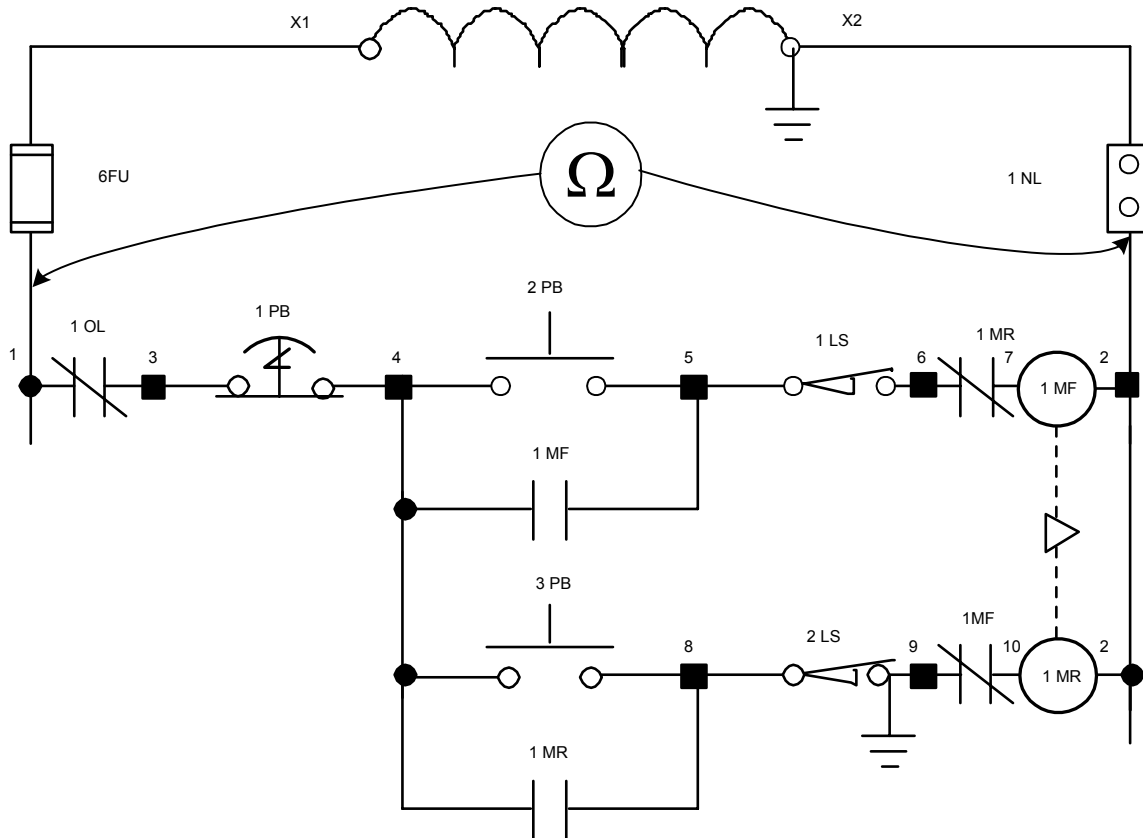 X1
X2
6FU
Ω
1 NL
2 PB
1 OL
1 PB
1 LS
1 MR
1
3
4
5
6
7
2
1 MF
1 MF
3 PB
2 LS
1MF
8
9
10
2
1 MR
1 MR